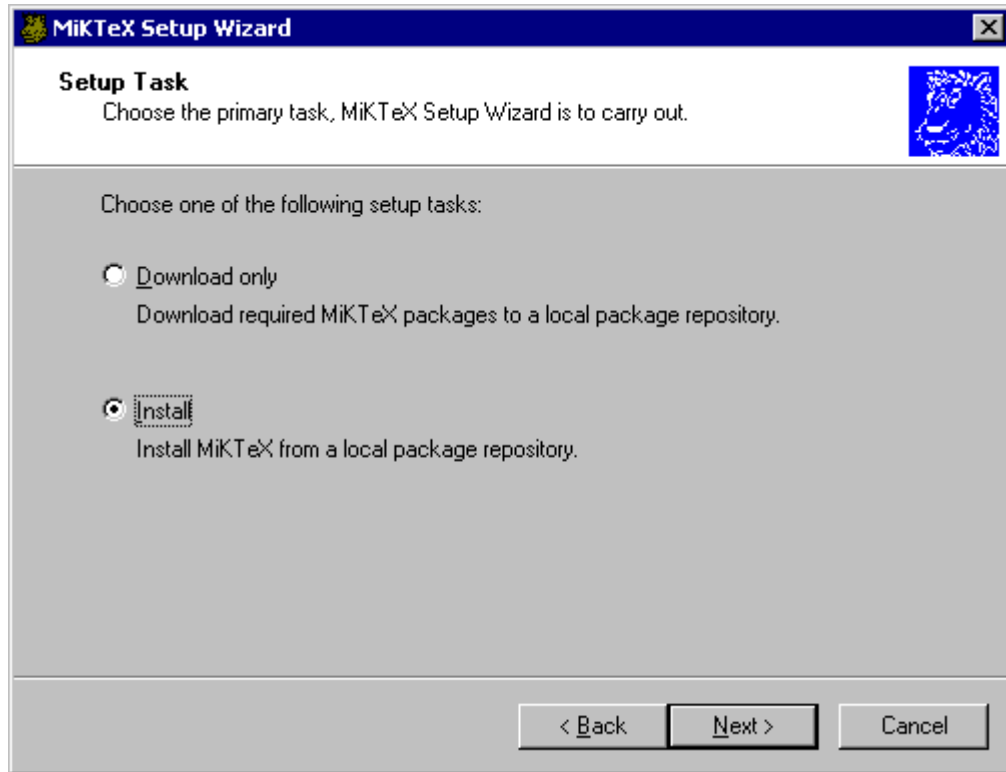 MiKTeX Setup Wizard
Setup Task
Choose the primary task, MiKTeX Setup Wizard is to carry out.
Choose one of the following setup tasks:
Download only
Download required MiKTeX packages to a local package repository.
Install
Install MiKTeX from a local package repository.
< Back
Next >
Cancel